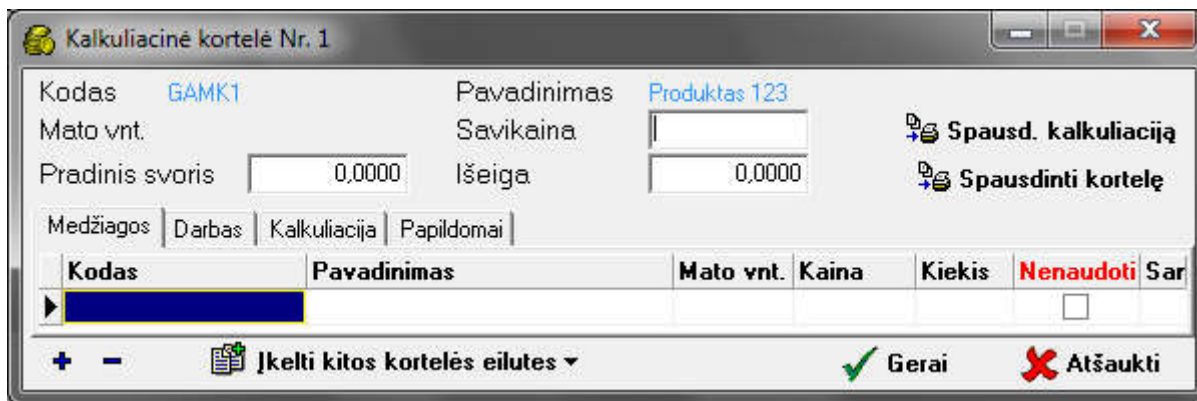 Kalkuliacinė kortelė Nr. 1
Kodas GAMK1 Pavadinimas Produktas 123
Mato vnt. Savikaina Spausd. kalkuliaciją
Pradinis svoris 0,0000 Išeiga 0,0000 Spausdinti kortelę
Medžiagos Darbas Kalkuliacija Papildomai
Kodas Pavadinimas Mato vnt. Kaina Kiekis Nenaudoti Sar
Įkelti kitos kortelės eilutes Gerai Atšaukti